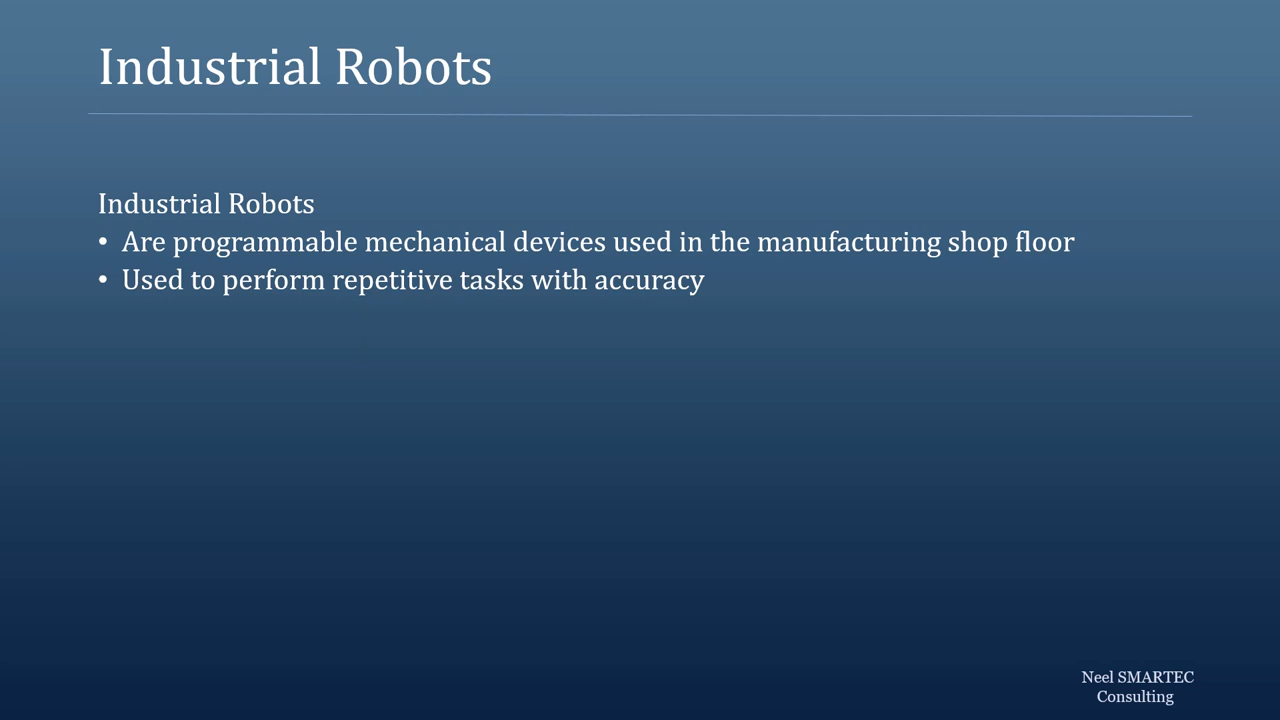 Industrial Robots
Industrial Robots
• Are programmable mechanical devices used in the manufacturing shop floor
• Used to perform repetitive tasks with accuracy
Neel SMARTEC
Consulting